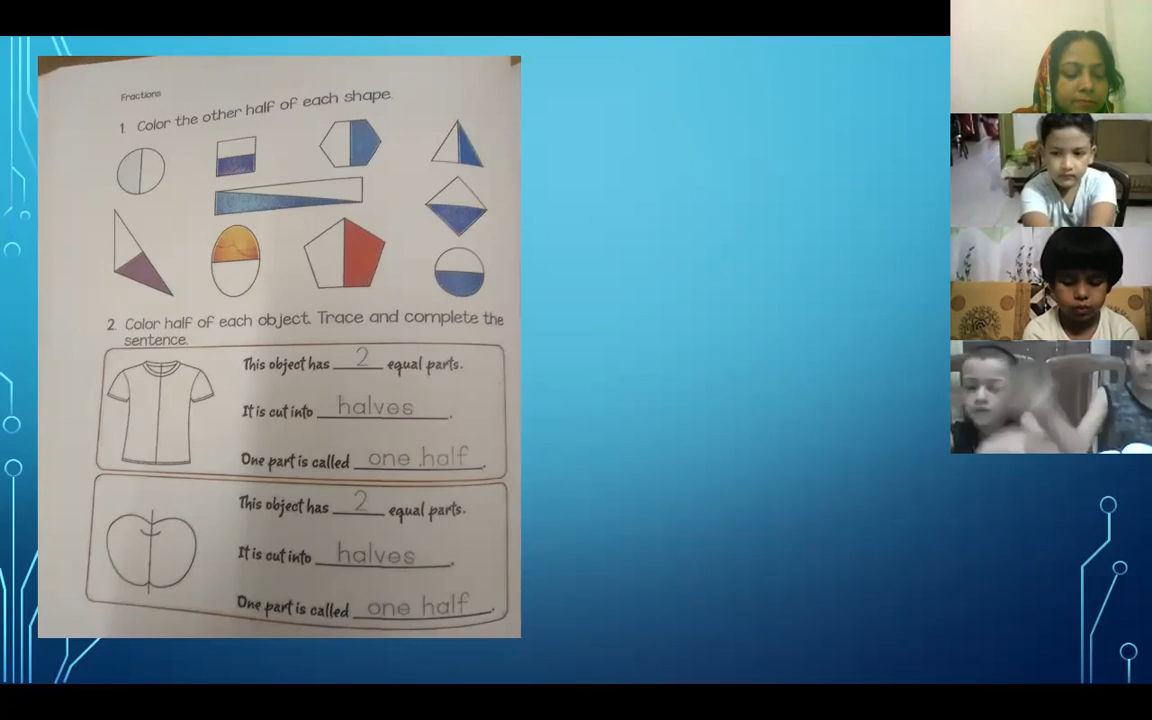 Fractions
1. Color the other half of each shape.
2. Color half of each object. Trace and complete the
sentence.
This object has 2 equal parts.
It is cut into halves.
One part is called one half.
This object has 2 equal parts.
It is cut into halves.
One part is called one half.